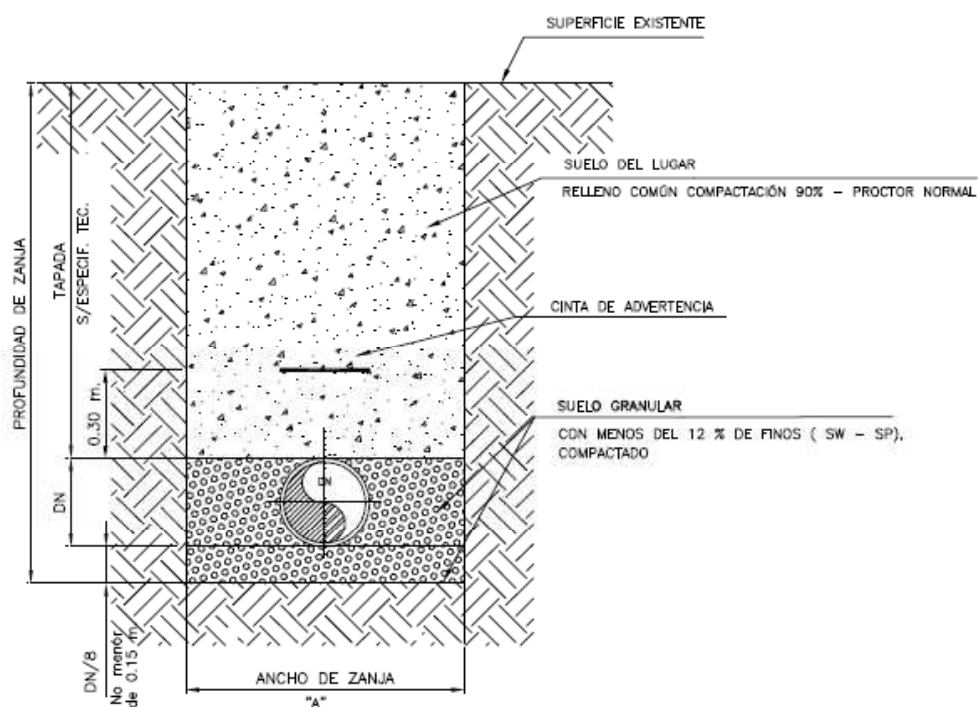 SUPERFICIE EXISTENTE
SUELO DEL LUGAR
RELLENO COMÚN COMPACTACIÓN 90% - PROCTOR NORMAL
CINTA DE ADVERTENCIA
SUELO GRANULAR
CON MENOS DEL 12 % DE FINOS ( SW - SP),
COMPACTADO
PROFUNDIDAD DE ZANJA
TAPADA
S/ESPECIF. TEC.
0.30 m.
DN
DN
DN/8
No menor
de 0.15 m
ANCHO DE ZANJA
"A"